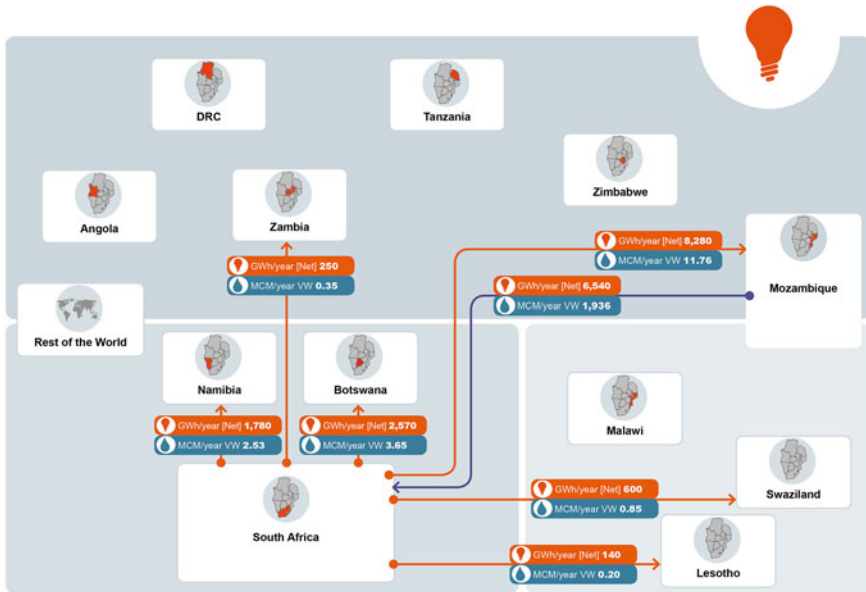 DRC
Tanzania
Zimbabwe
Angola
Zambia
GWh/year [Net] 250
MCM/year VW 0.35
GWh/year [Net] 8,280
MCM/year VW 11.76
GWh/year [Net] 6,540
MCM/year VW 1,936
Mozambique
Rest of the World
Namibia
Botswana
GWh/year [Net] 1,780
MCM/year VW 2.53
GWh/year [Net] 2,570
MCM/year VW 3.65
Malawi
South Africa
GWh/year [Net] 600
MCM/year VW 0.85
Swaziland
GWh/year [Net] 140
MCM/year VW 0.20
Lesotho